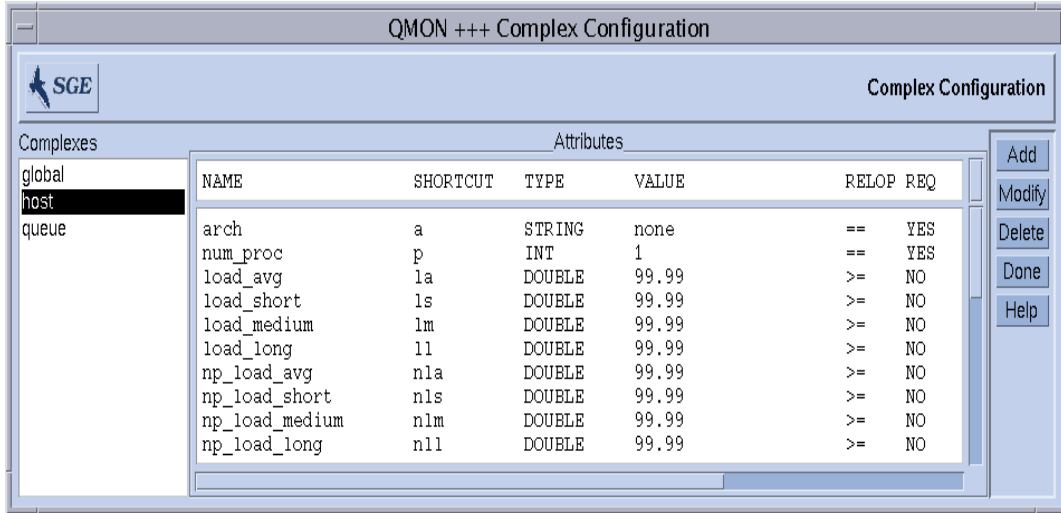 QMON +++ Complex Configuration
SGE
Complex Configuration
Complexes
global
host
queue
Attributes
NAME SHORTCUT TYPE VALUE RELOP REQ
arch a STRING none == YES
num_proc p INT 1 == YES
load_avg la DOUBLE 99.99 >= NO
load_short ls DOUBLE 99.99 >= NO
load_medium lm DOUBLE 99.99 >= NO
load_long ll DOUBLE 99.99 >= NO
np_load_avg nla DOUBLE 99.99 >= NO
np_load_short nls DOUBLE 99.99 >= NO
np_load_medium nlm DOUBLE 99.99 >= NO
np_load_long nll DOUBLE 99.99 >= NO
Add
Modify
Delete
Done
Help